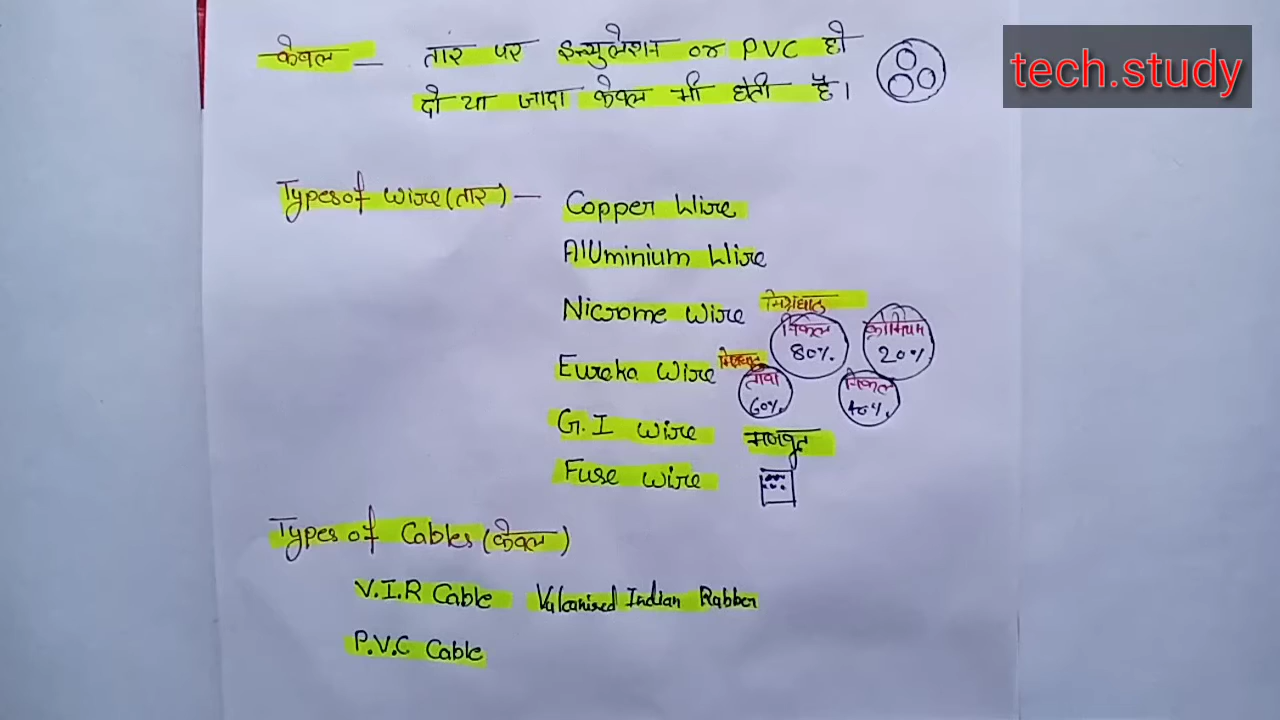 केबल — तार पर इन्सुलेशन or PVC हो
दो या जादा केबल भी होती है।
tech.study
Types of Wire (तार) — Copper Wire
Aluminium Wire
Nicrome Wire मिश्रधातु
निकल 80% क्रोमियम 20%
Eureka Wire मिश्रधातु
तांबा 60% निकल 40%
G.I Wire मजबूत
Fuse Wire
Types of Cables (केबल)
V.I.R Cable Vulcanised Indian Rabber
P.V.C Cable